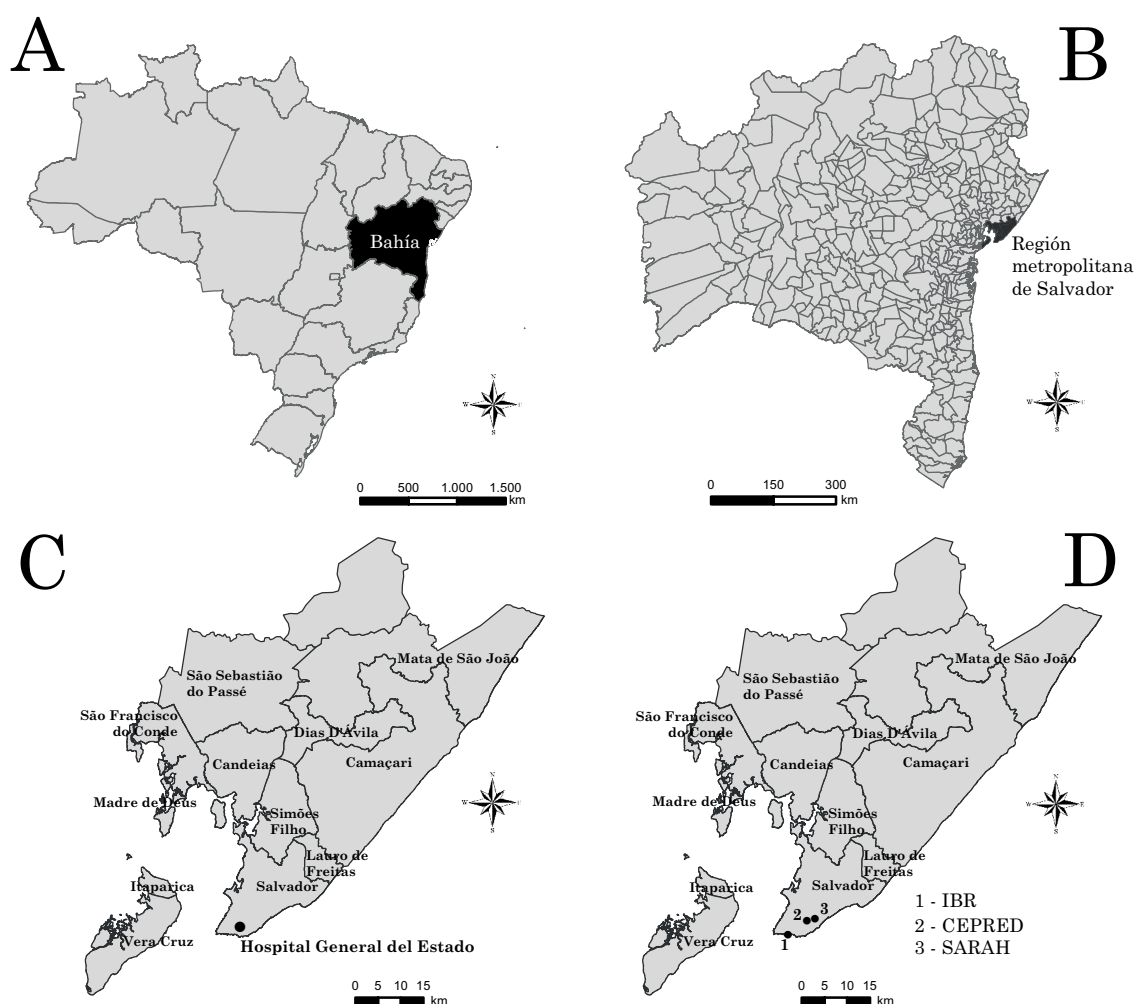 A
B
Bahía
Región
metropolitana
de Salvador
N
W
S
N
W
S
0 500 1.000 1.500
km
0 150 300
km
C
D
Mata de São João
São Sebastião
do Passé
São Francisco
do Conde
Dias D'Ávila
Candeias
Camaçari
Madre de Deus
Simões
Filho
Lauro de
Freitas
Itaparica
Salvador
Vera Cruz
Hospital General del Estado
N
W
S
0 5 10 15
km
Mata de São João
São Sebastião
do Passé
São Francisco
do Conde
Dias D'Ávila
Candeias
Camaçari
Madre de Deus
Simões
Filho
Lauro de
Freitas
Itaparica
Salvador
Vera Cruz
2 3
1
1 - IBR
2 - CEPRED
3 - SARAH
N
W E
S
0 5 10 15
km